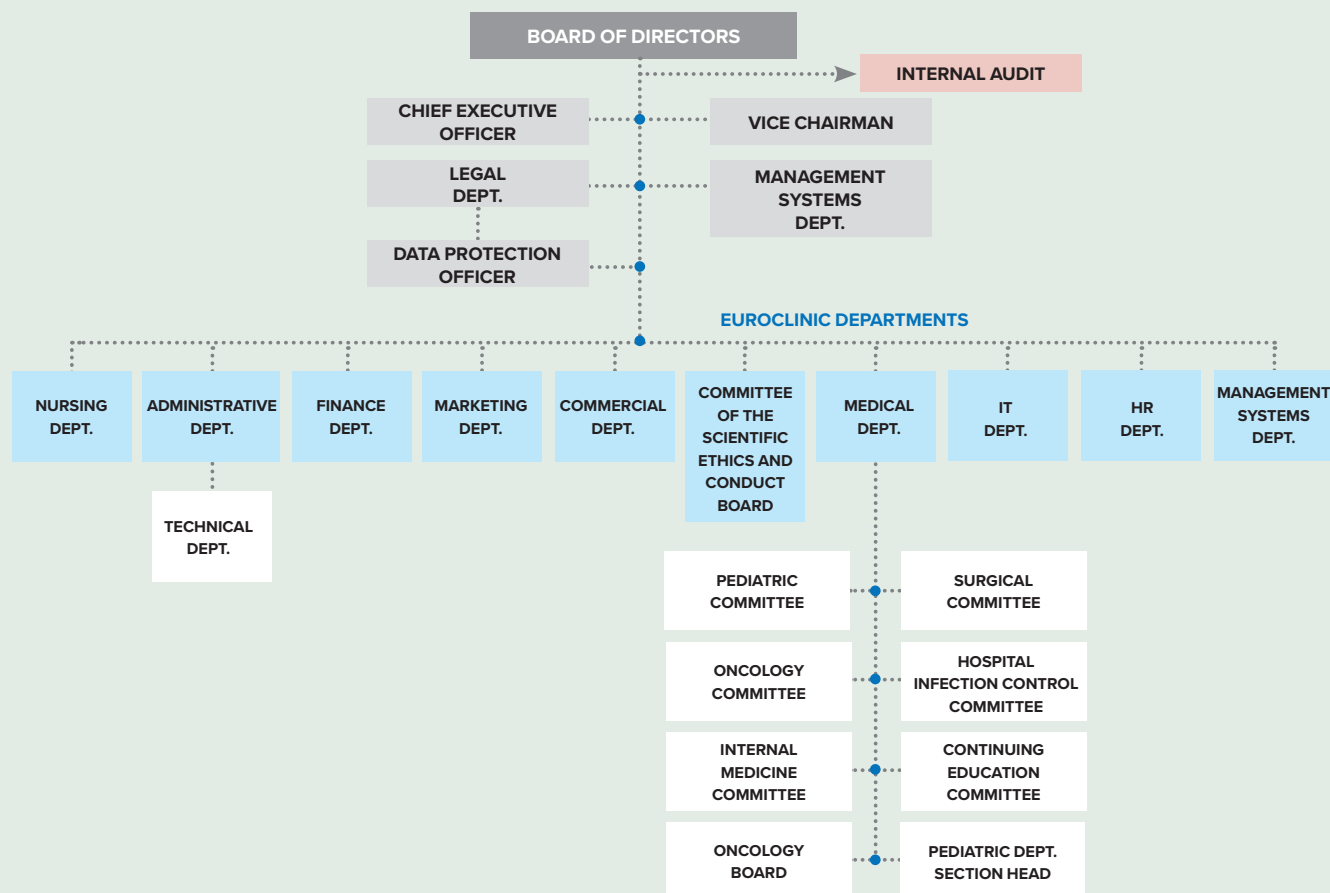 BOARD OF DIRECTORS
INTERNAL AUDIT
CHIEF EXECUTIVE
OFFICER
VICE CHAIRMAN
LEGAL
DEPT.
MANAGEMENT
SYSTEMS
DEPT.
DATA PROTECTION
OFFICER
EUROCLINIC DEPARTMENTS
NURSING
DEPT.
ADMINISTRATIVE
DEPT.
FINANCE
DEPT.
MARKETING
DEPT.
COMMERCIAL
DEPT.
COMMITTEE
OF THE
SCIENTIFIC
ETHICS AND
CONDUCT
BOARD
MEDICAL
DEPT.
IT
DEPT.
HR
DEPT.
MANAGEMENT
SYSTEMS
DEPT.
TECHNICAL
DEPT.
PEDIATRIC
COMMITTEE
SURGICAL
COMMITTEE
ONCOLOGY
COMMITTEE
HOSPITAL
INFECTION CONTROL
COMMITTEE
INTERNAL
MEDICINE
COMMITTEE
CONTINUING
EDUCATION
COMMITTEE
ONCOLOGY
BOARD
PEDIATRIC DEPT.
SECTION HEAD